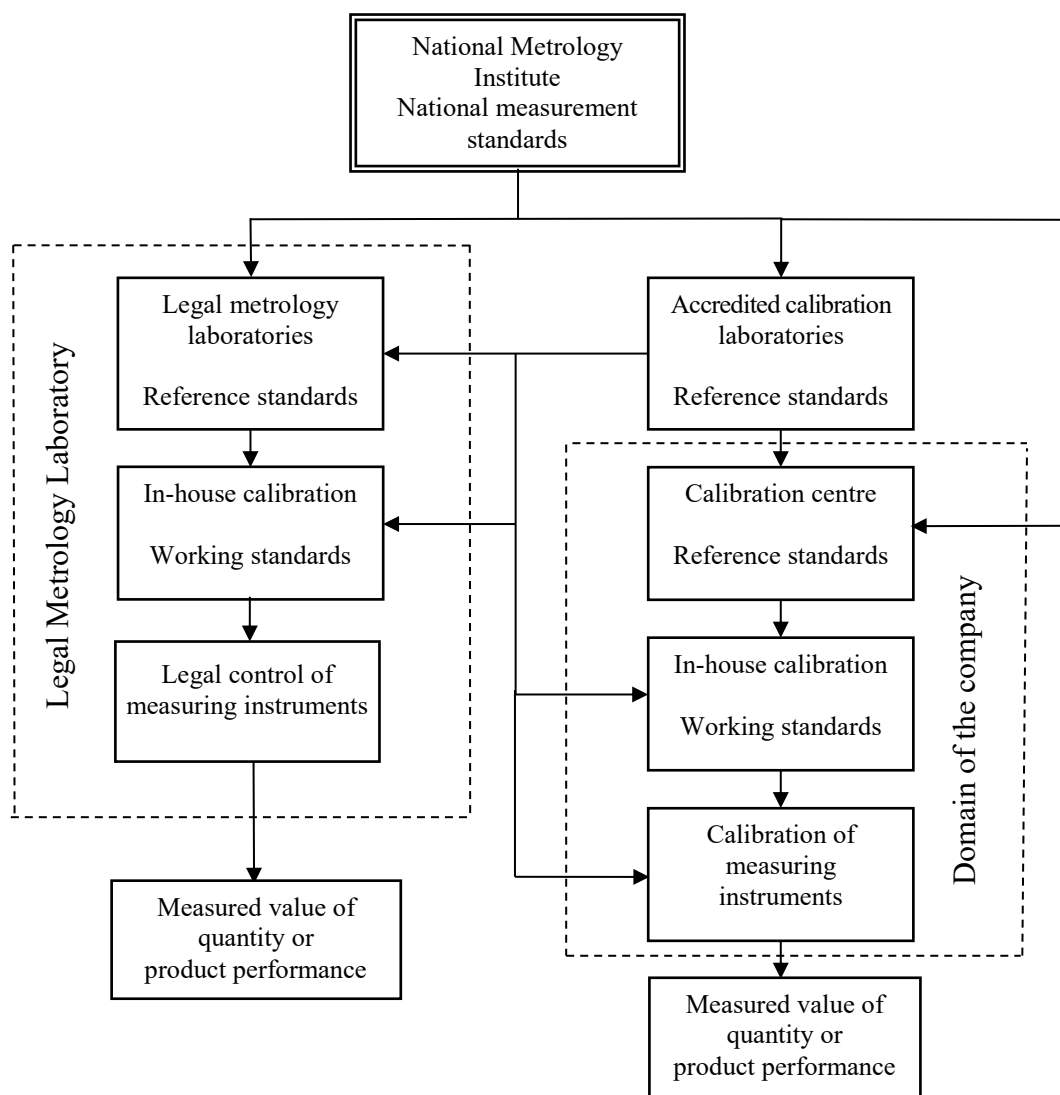 National Metrology
Institute
National measurement
standards
Legal metrology
laboratories
Reference standards
Accredited calibration
laboratories
Reference standards
Legal Metrology Laboratory
In-house calibration
Working standards
Calibration centre
Reference standards
Legal control of
measuring instruments
In-house calibration
Working standards
Domain of the company
Calibration of
measuring
instruments
Measured value of
quantity or
product performance
Measured value of
quantity or
product performance